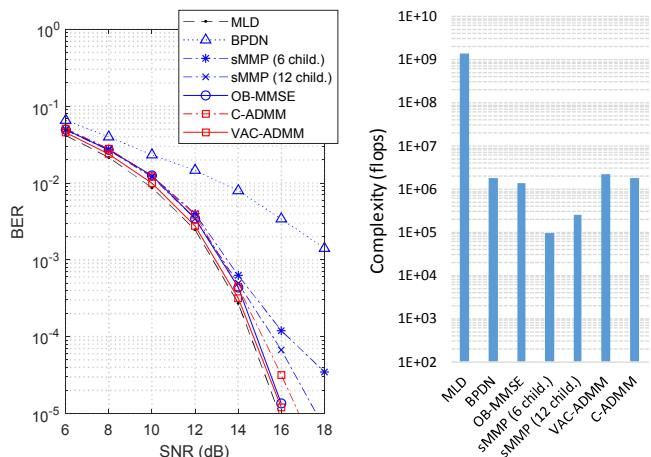 MLD
BPDN
sMMP (6 child.)
sMMP (12 child.)
OB-MMSE
C-ADMM
VAC-ADMM
10^0
10^-1
10^-2
10^-3
10^-4
10^-5
BER
6 8 10 12 14 16 18
SNR (dB)
1E+10
1E+09
1E+08
1E+07
1E+06
1E+05
1E+04
1E+03
1E+02
Complexity (flops)
MLD
BPDN
OB-MMSE
sMMP (6 child.)
sMMP (12 child.)
VAC-ADMM
C-ADMM